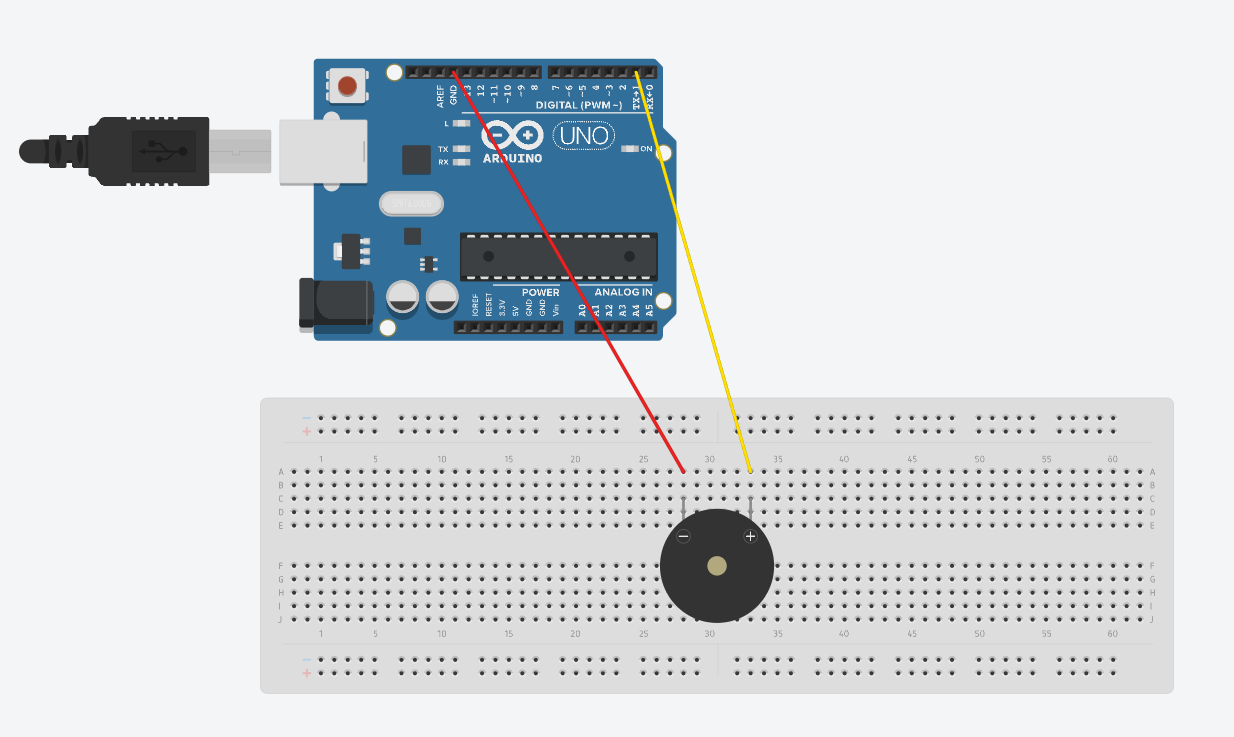 AREF
GND
13
12
~11
~10
~9
8
7
~6
~5
4
~3
2
TX→1
RX←0
DIGITAL (PWM~)
L
TX
RX
ARDUINO
UNO
ON
POWER
ANALOG IN
IOREF
RESET
3.3V
5V
GND
GND
Vin
A0
A1
A2
A3
A4
A5
1 5 10 15 20 25 30 35 40 45 50 55 60
A A
B B
C C
D D
E E
− +
F F
G G
H H
I I
J J
1 5 10 15 20 25 30 35 40 45 50 55 60